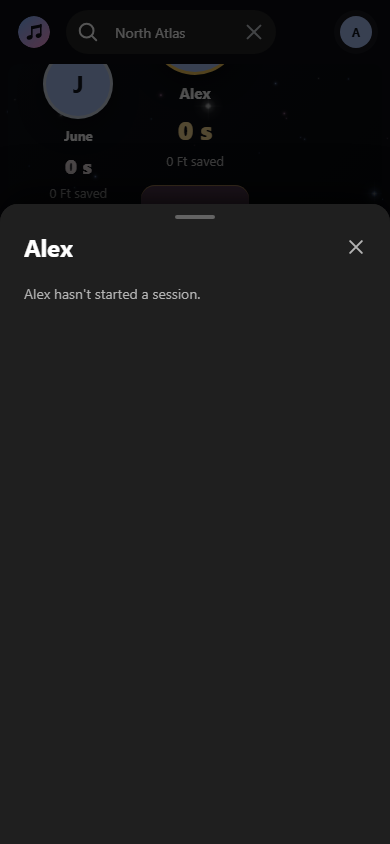 North Atlas
A
J
Alex
June
0 s
0 s
0 Ft saved
0 Ft saved
Alex
Alex hasn't started a session.